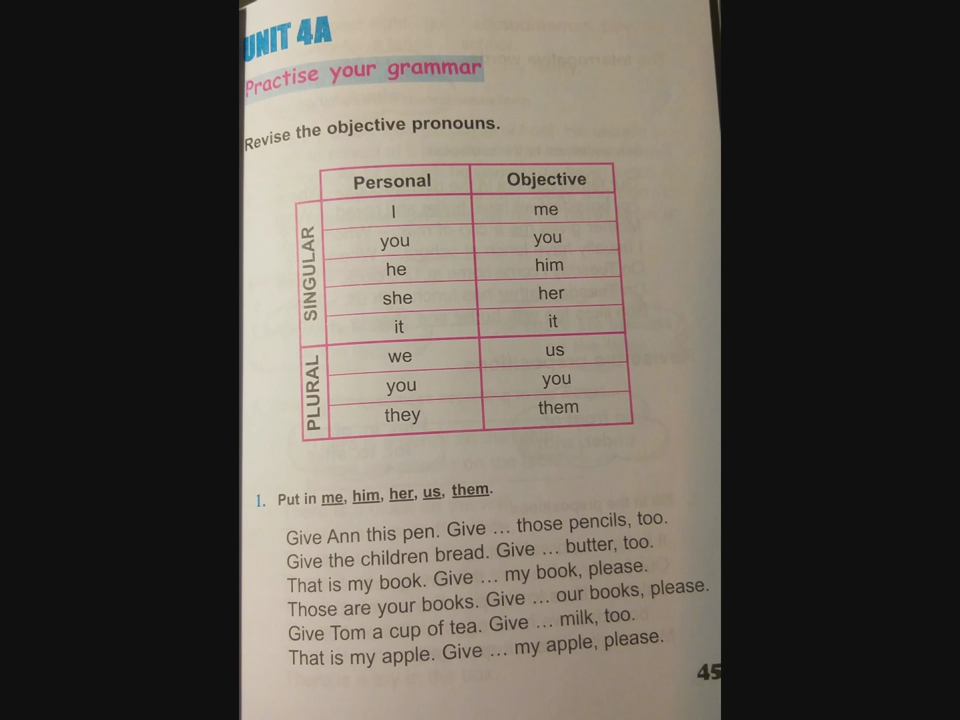 UNIT 4A
Practise your grammar
Revise the objective pronouns.
Personal Objective
SINGULAR
I me
you you
he him
she her
it it
PLURAL
we us
you you
they them
1. Put in me, him, her, us, them.
Give Ann this pen. Give ... those pencils, too.
Give the children bread. Give ... butter, too.
That is my book. Give ... my book, please.
Those are your books. Give ... our books, please.
Give Tom a cup of tea. Give ... milk, too.
That is my apple. Give ... my apple, please.
45